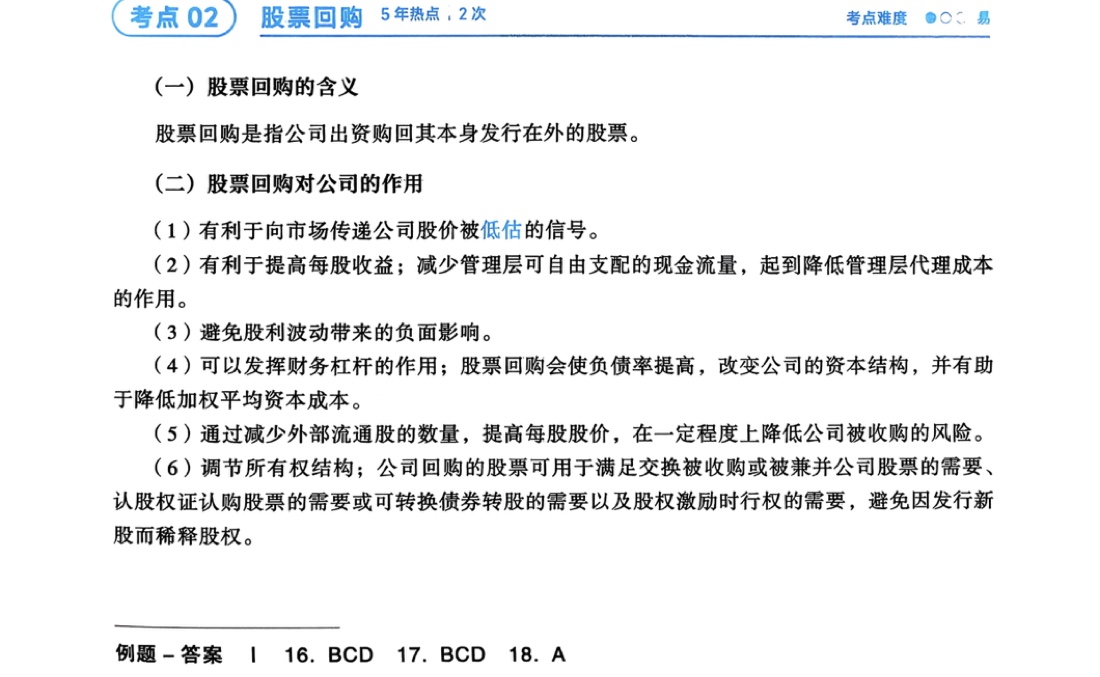 考点 02 股票回购 5年热点,2次 考点难度 易
(一)股票回购的含义
股票回购是指公司出资购回其本身发行在外的股票。
(二)股票回购对公司的作用
(1)有利于向市场传递公司股价被低估的信号。
(2)有利于提高每股收益;减少管理层可自由支配的现金流量,起到降低管理层代理成本
的作用。
(3)避免股利波动带来的负面影响。
(4)可以发挥财务杠杆的作用;股票回购会使负债率提高,改变公司的资本结构,并有助
于降低加权平均资本成本。
(5)通过减少外部流通股的数量,提高每股股价,在一定程度上降低公司被收购的风险。
(6)调节所有权结构;公司回购的股票可用于满足交换被收购或被兼并公司股票的需要、
认股权证认购股票的需要或可转换债券转股的需要以及股权激励时行权的需要,避免因发行新
股而稀释股权。
例题-答案 | 16. BCD 17. BCD 18. A